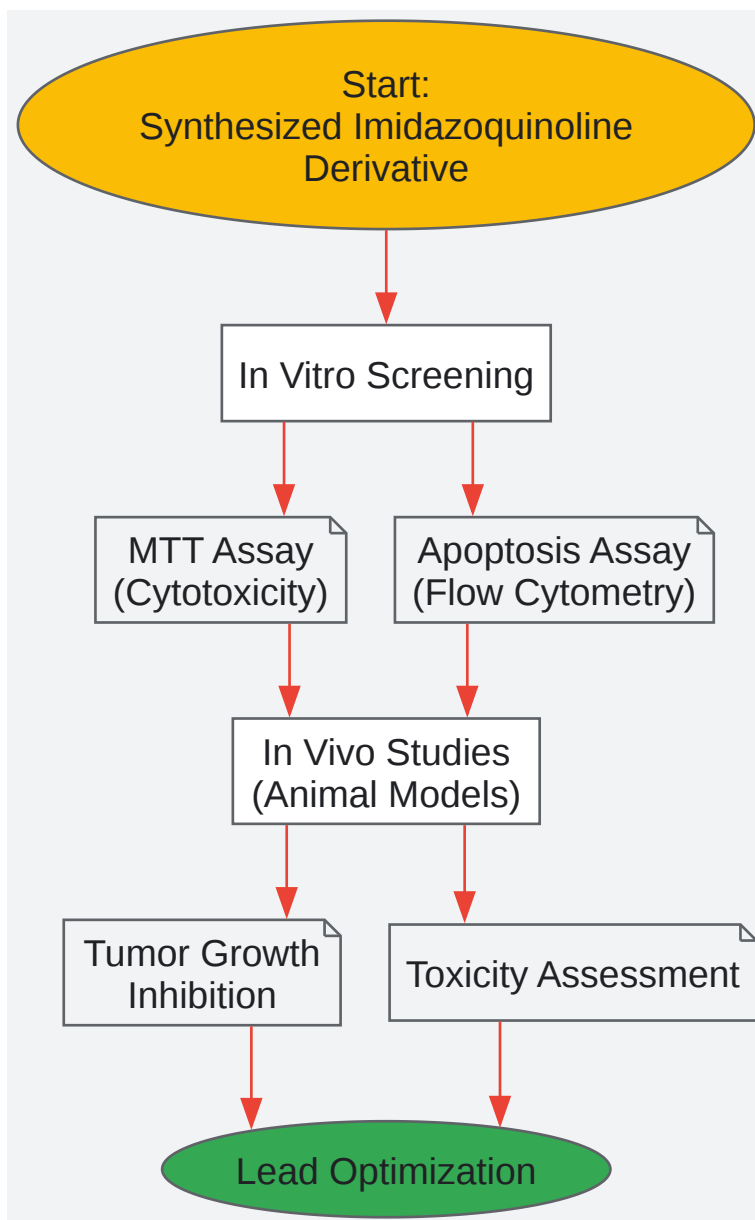 Start:
Synthesized Imidazoquinoline
Derivative
In Vitro Screening
MTT Assay
(Cytotoxicity)
Apoptosis Assay
(Flow Cytometry)
In Vivo Studies
(Animal Models)
Tumor Growth
Inhibition
Toxicity Assessment
Lead Optimization